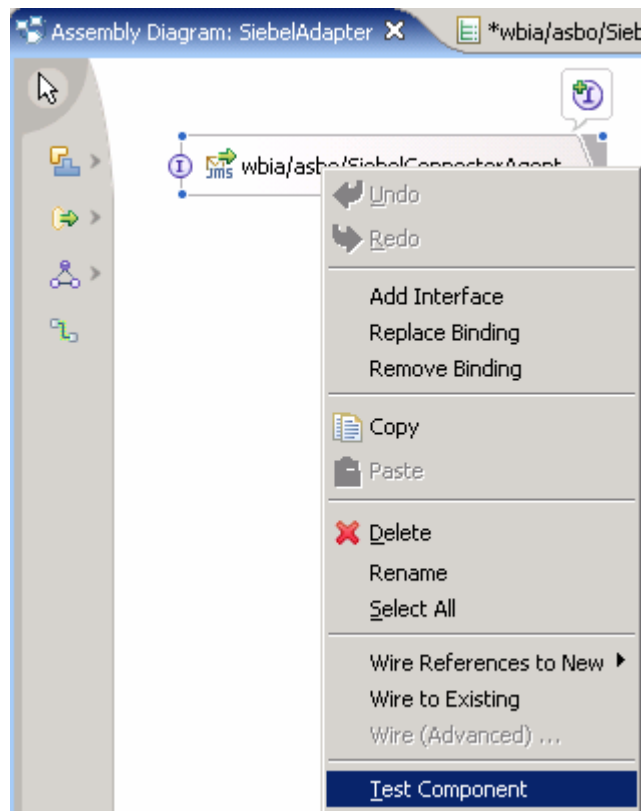 Assembly Diagram: SiebelAdapter
*wbia/asbo/Sieb
I
I
JMS wbia/asbo/SiebelConnectorAgent
Undo
Redo
Add Interface
Replace Binding
Remove Binding
Copy
Paste
Delete
Rename
Select All
Wire References to New
Wire to Existing
Wire (Advanced) ...
Test Component